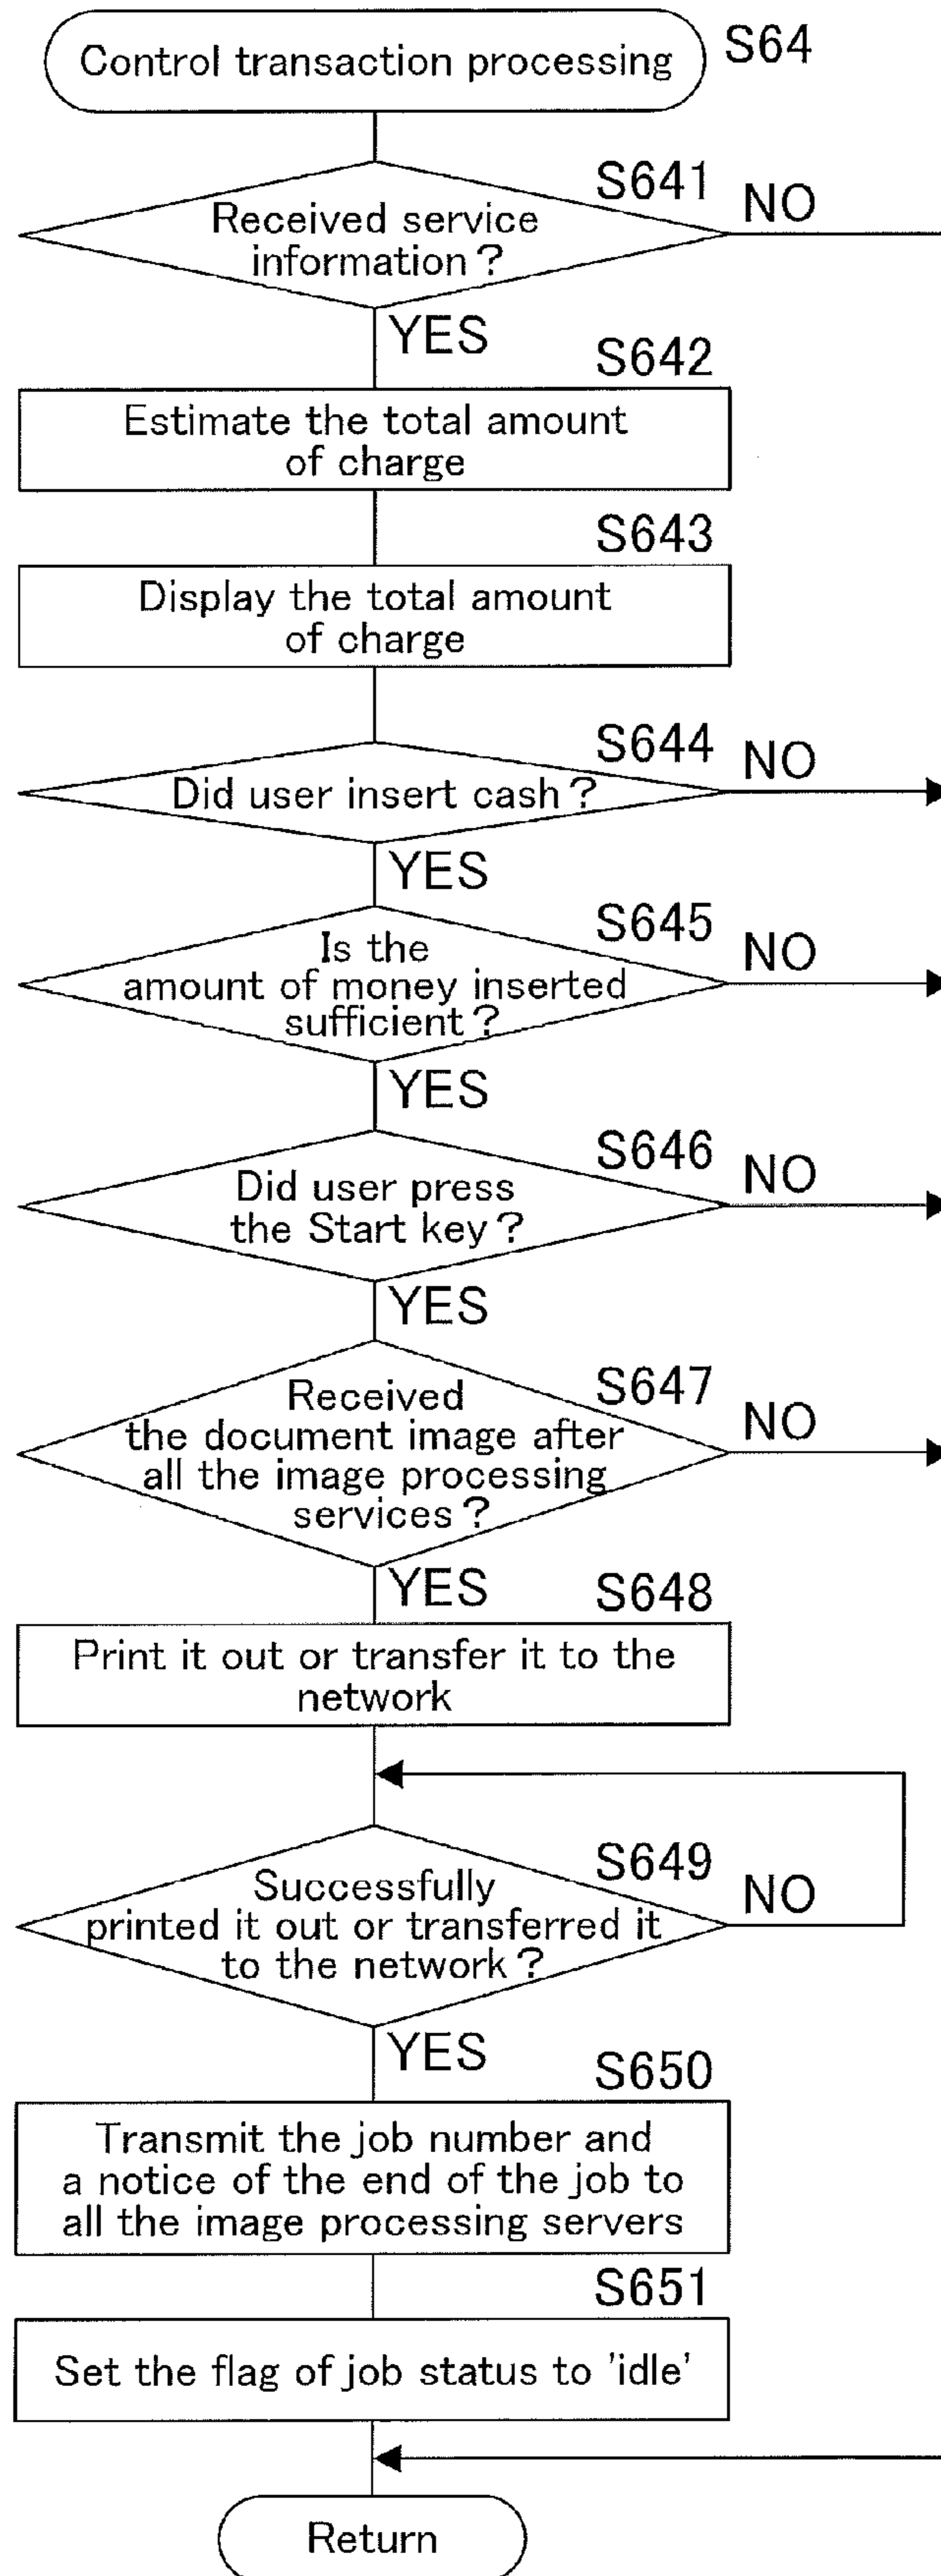 Control transaction processing
S64
S641
Received service
information ?
NO
YES
S642
Estimate the total amount
of charge
S643
Display the total amount
of charge
S644
Did user insert cash ?
NO
YES
S645
Is the
amount of money inserted
sufficient ?
NO
YES
S646
Did user press
the Start key ?
NO
YES
S647
Received
the document image after
all the image processing
services ?
NO
YES
S648
Print it out or transfer it to the
network
S649
Successfully
printed it out or transferred it
to the network ?
NO
YES
S650
Transmit the job number and
a notice of the end of the job to
all the image processing servers
S651
Set the flag of job status to 'idle'
Return